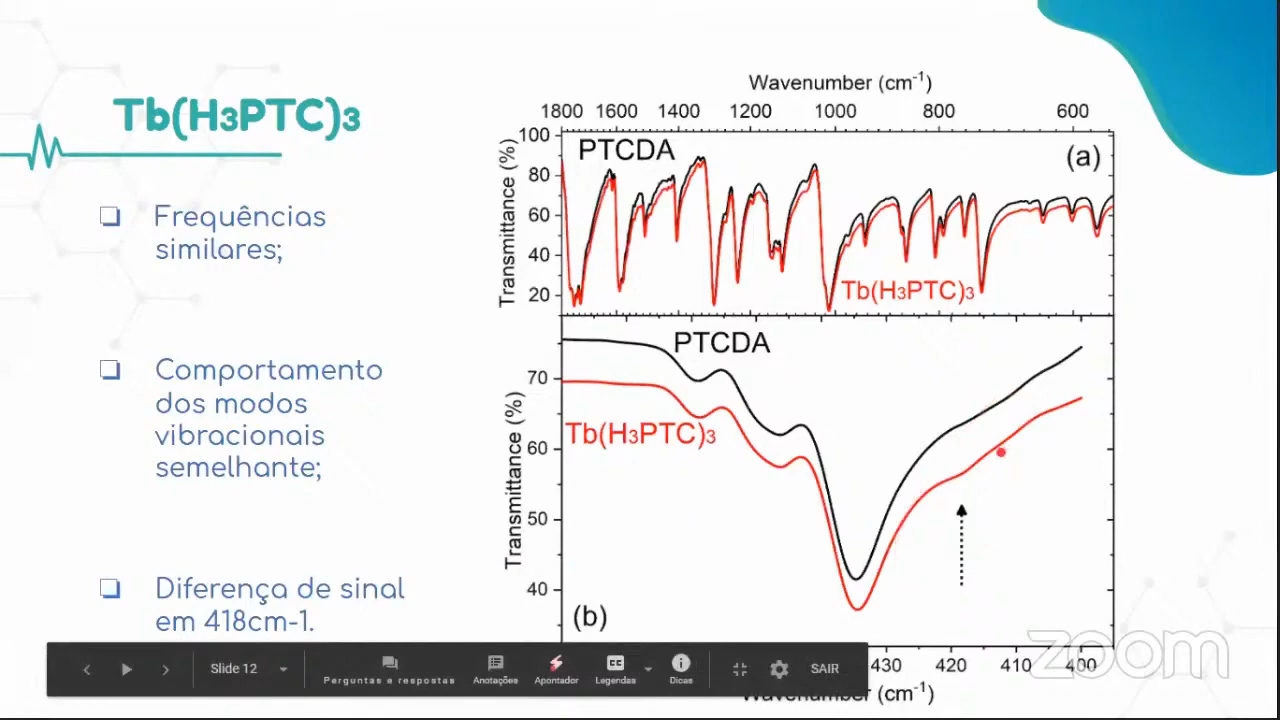 Tb(H3PTC)3
Frequências
similares;
Comportamento
dos modos
vibracionais
semelhante;
Diferença de sinal
em 418cm-1.
Wavenumber (cm-1)
1800 1600 1400 1200 1000 800 600
100
80
60
40
20
Transmittance (%)
PTCDA
(a)
Tb(H3PTC)3
70
60
50
40
Transmittance (%)
PTCDA
Tb(H3PTC)3
(b)
430 420 410 400
Wavenumber (cm-1)
Slide 12
Perguntas e respostas
Anotações
Apontador
Legendas
Dicas
SAIR
zoom